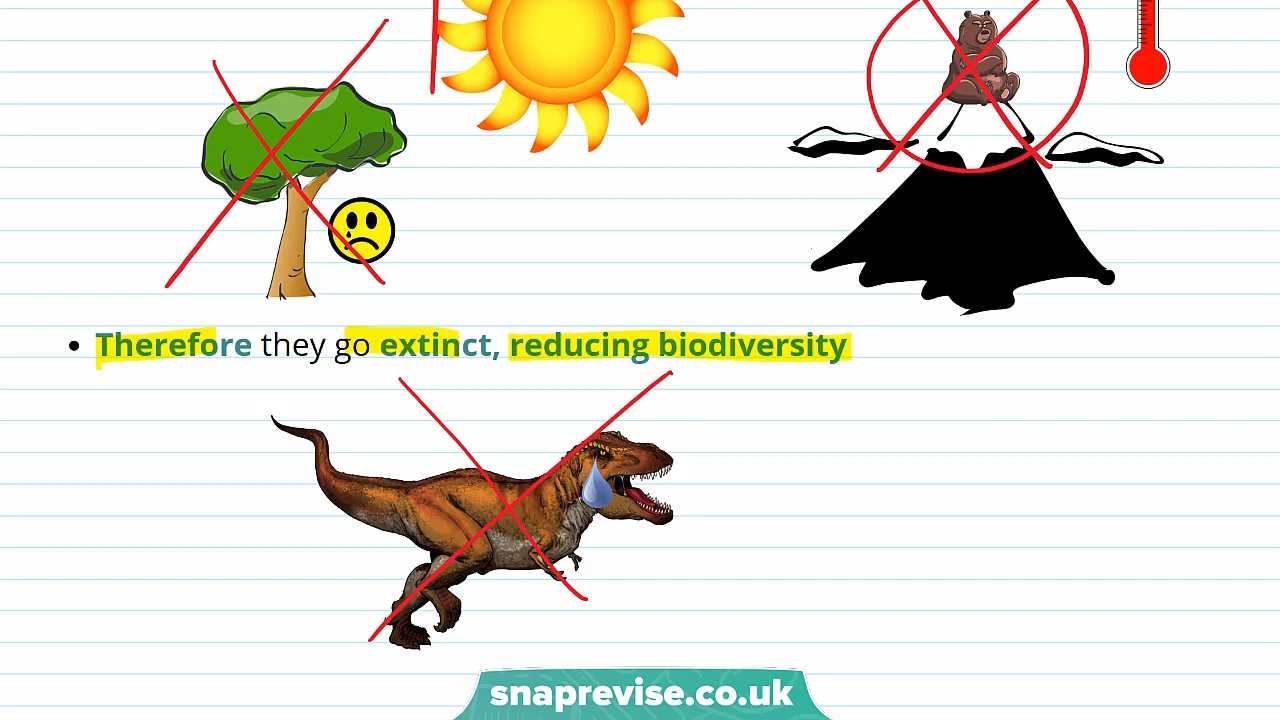 • Therefore they go extinct, reducing biodiversity
snaprevise.co.uk